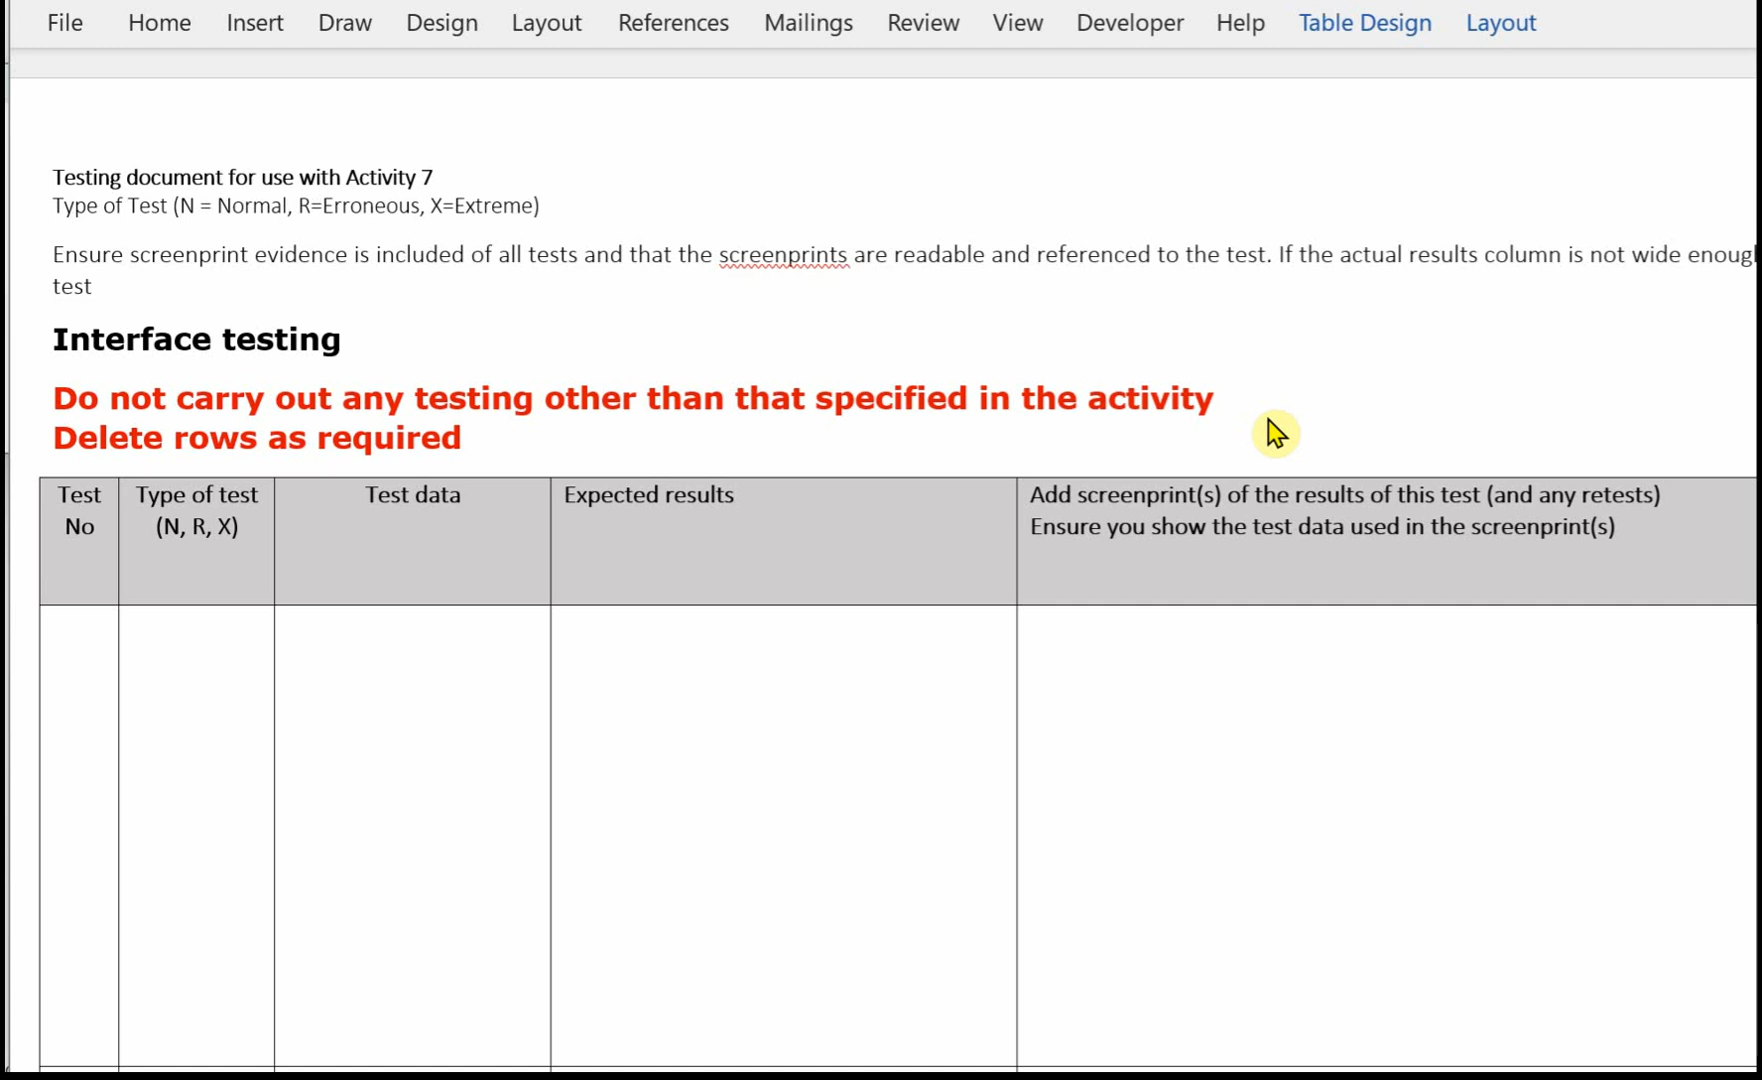 File Home Insert Draw Design Layout References Mailings Review View Developer Help Table Design Layout
Testing document for use with Activity 7
Type of Test (N = Normal, R=Erroneous, X=Extreme)
Ensure screenprint evidence is included of all tests and that the screenprints are readable and referenced to the test. If the actual results column is not wide
test
Interface testing
Do not carry out any testing other than that specified in the activity
Delete rows as required
Test No
Type of test (N, R, X)
Test data
Expected results
Add screenprint(s) of the results of this test (and any retests)
Ensure you show the test data used in the screenprint(s)